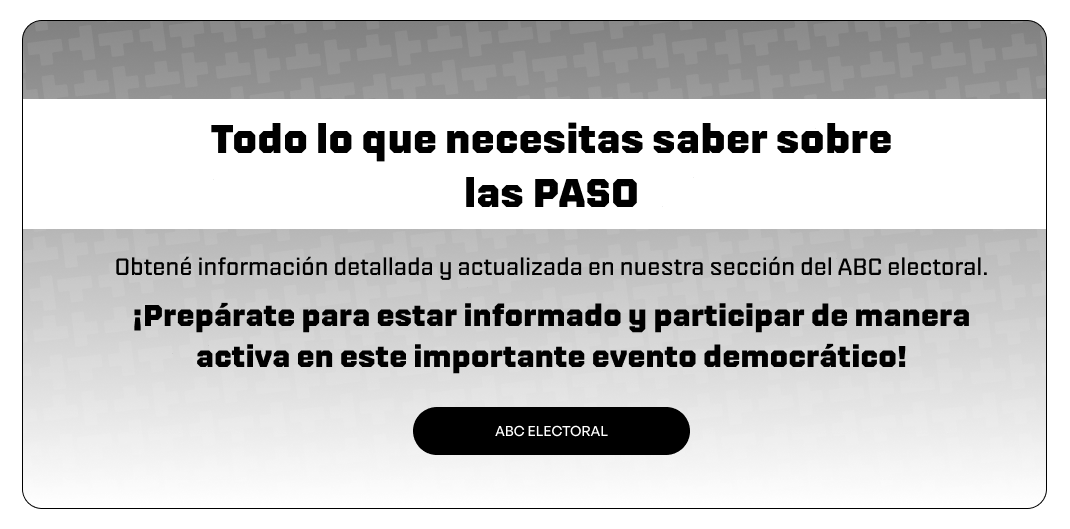 Todo lo que necesitas saber sobre
las PASO
Obtené información detallada y actualizada en nuestra sección del ABC electoral.
¡Prepárate para estar informado y participar de manera
activa en este importante evento democrático!
ABC ELECTORAL